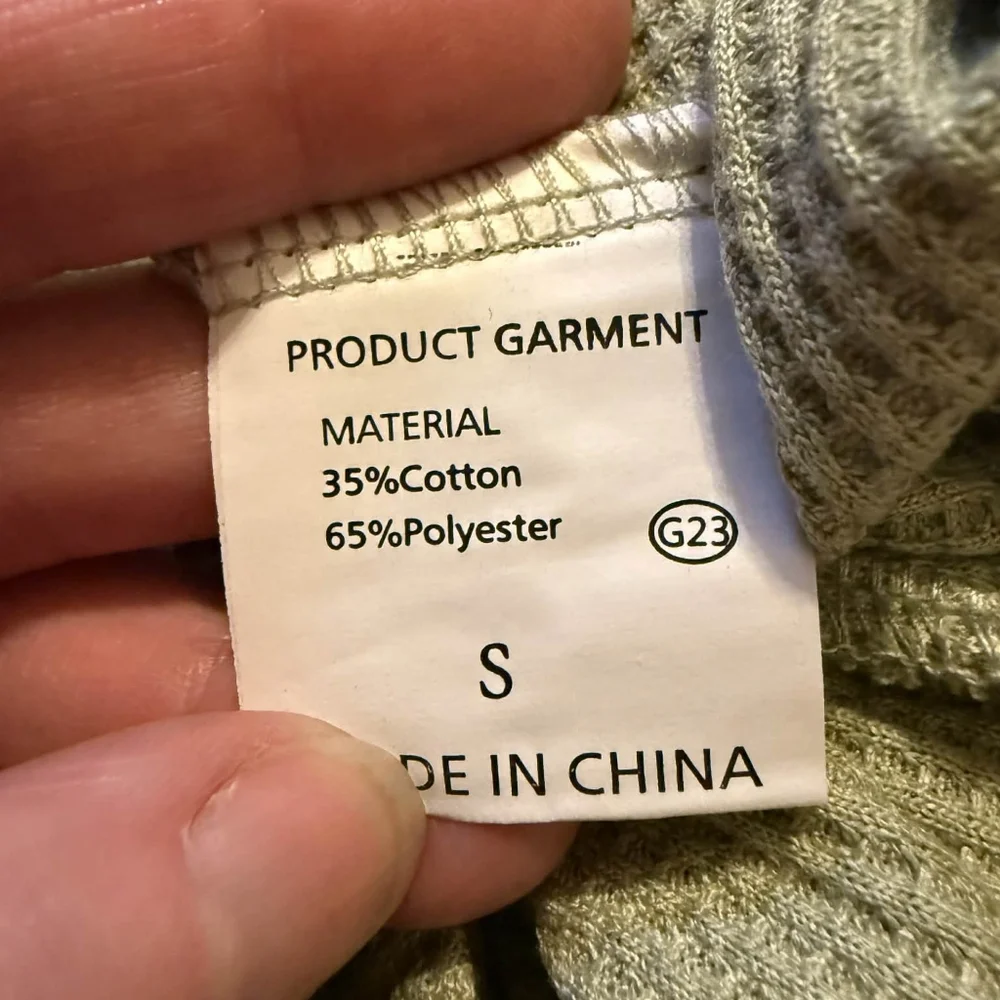 PRODUCT GARMENT
MATERIAL
35%Cotton
65%Polyester
G23
S
DE IN CHINA